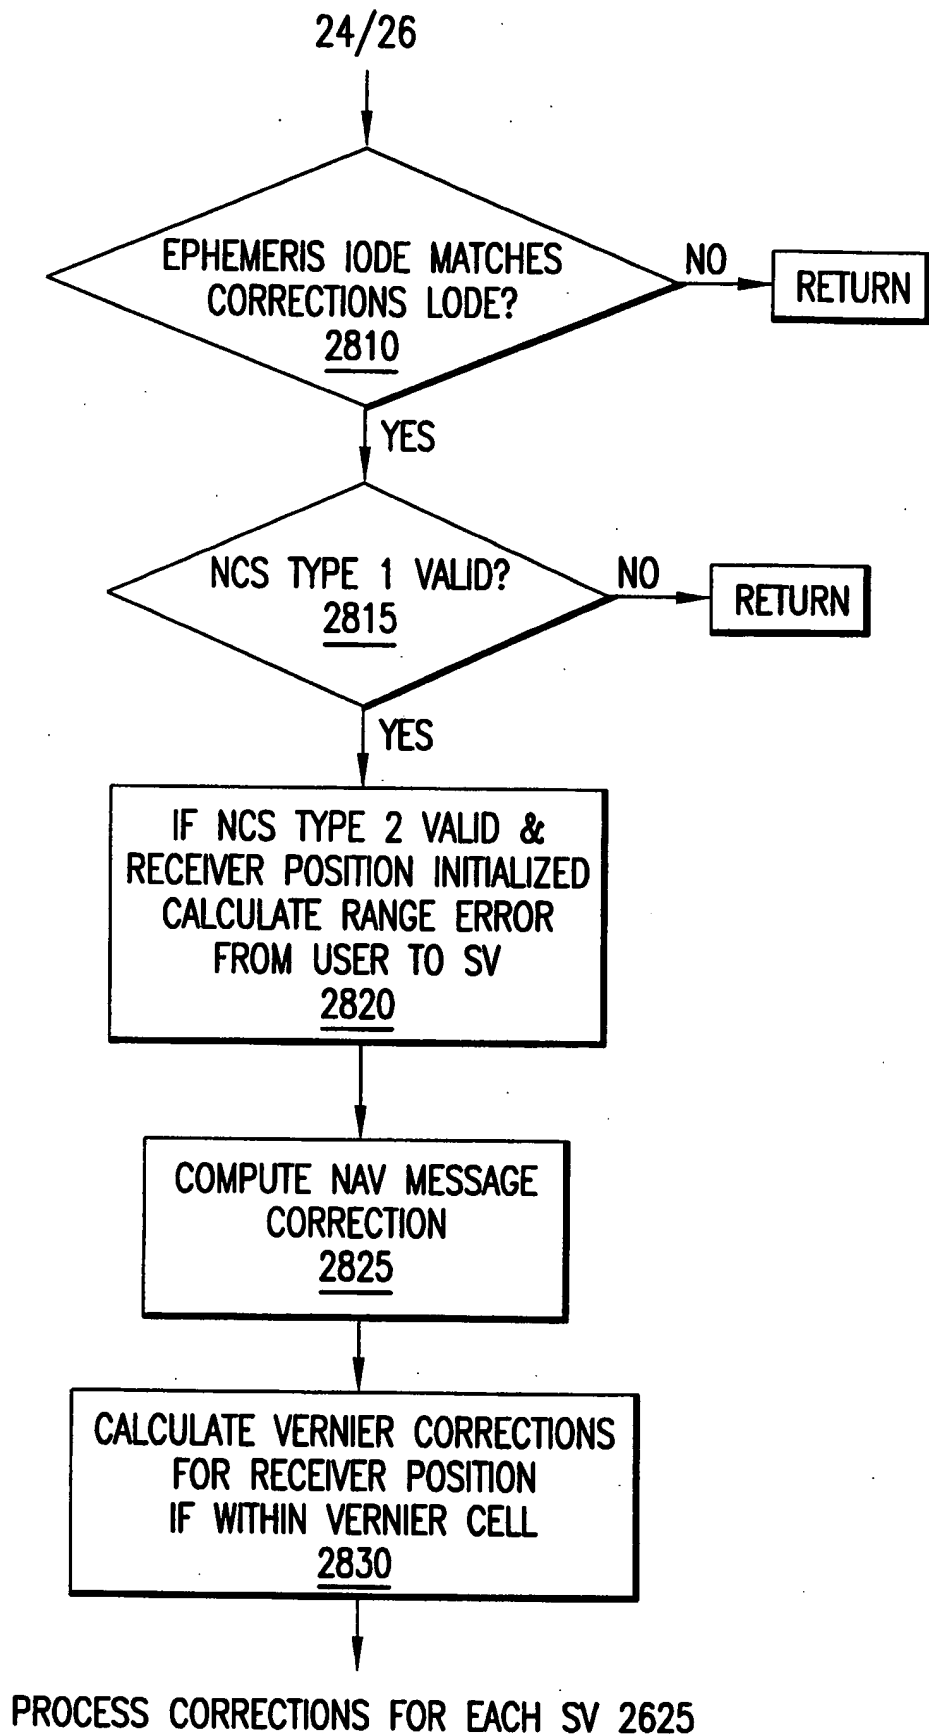 24/26
EPHEMERIS IODE MATCHES
CORRECTIONS LODE?
2810
NO
RETURN
YES
NCS TYPE 1 VALID?
2815
NO
RETURN
YES
IF NCS TYPE 2 VALID &
RECEIVER POSITION INITIALIZED
CALCULATE RANGE ERROR
FROM USER TO SV
2820
COMPUTE NAV MESSAGE
CORRECTION
2825
CALCULATE VERNIER CORRECTIONS
FOR RECEIVER POSITION
IF WITHIN VERNIER CELL
2830
PROCESS CORRECTIONS FOR EACH SV 2625